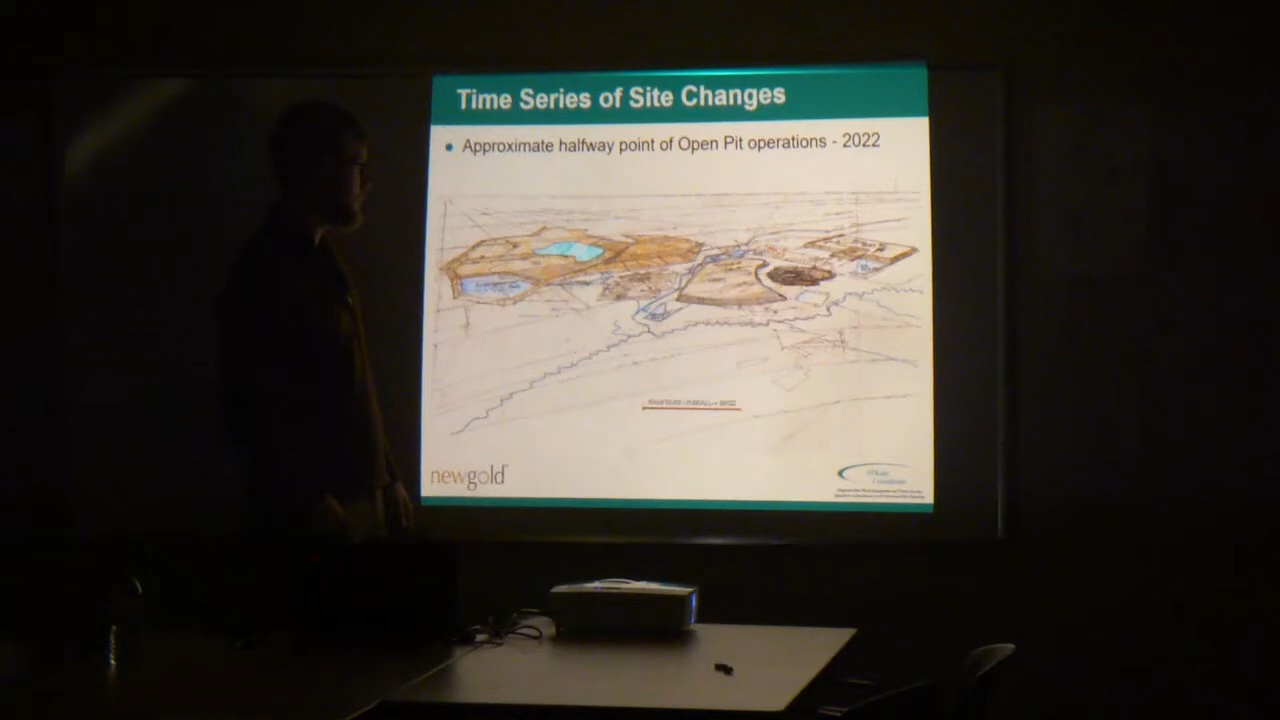 Time Series of Site Changes
• Approximate halfway point of Open Pit operations - 2022
newgold